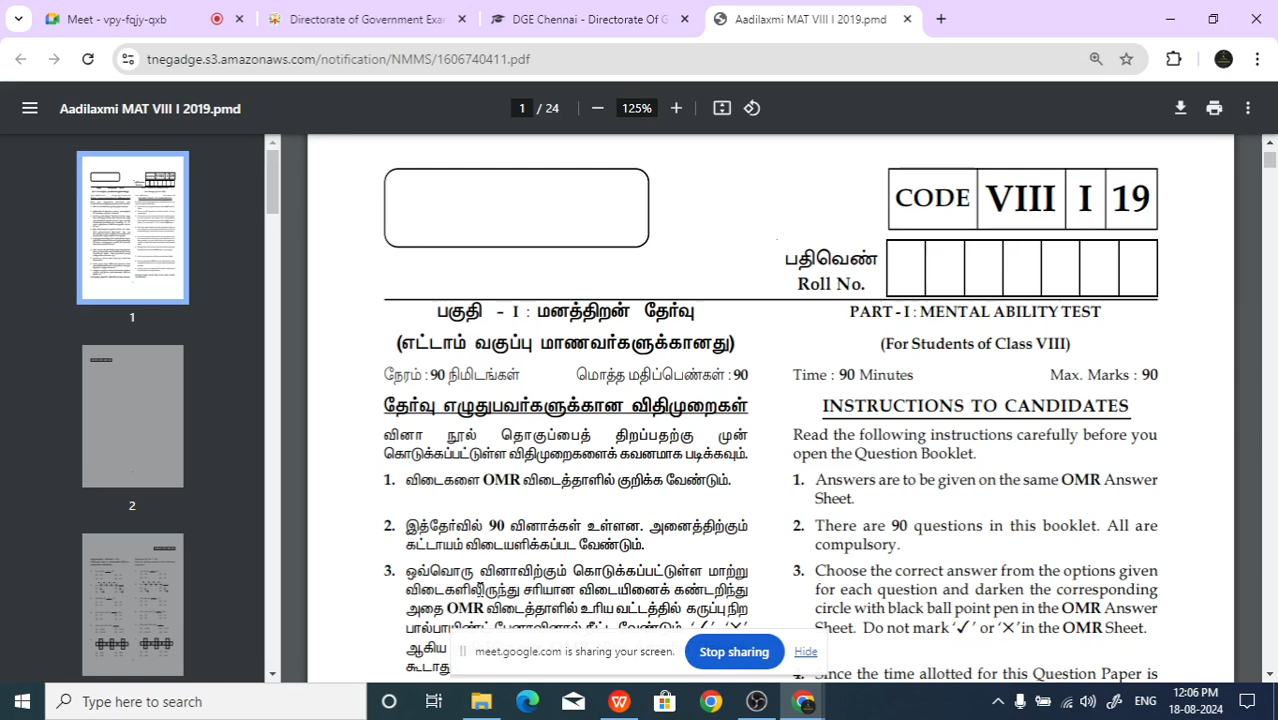 Meet - vpy-fqjy-qxb
Directorate of Government Exa
DGE Chennai - Directorate Of G
Aadilaxmi MAT VIII I 2019.pmd
tnegadge.s3.amazonaws.com/notification/NMMS/1606740411.pdf
Aadilaxmi MAT VIII I 2019.pmd
1 / 24
125%
1
2
CODE VIII I 19
பதிவெண்
Roll No.
பகுதி - I : மனத்திறன் தேர்வு
(எட்டாம் வகுப்பு மாணவர்களுக்கானது)
நேரம் : 90 நிமிடங்கள் மொத்த மதிப்பெண்கள் : 90
தேர்வு எழுதுபவர்களுக்கான விதிமுறைகள்
வினா நூல் தொகுப்பைத் திறப்பதற்கு முன்
கொடுக்கப்பட்டுள்ள விதிமுறைகளைக் கவனமாக படிக்கவும்.
1. விடைகளை OMR விடைத்தாளில் குறிக்க வேண்டும்.
2. இத்தேர்வில் 90 வினாக்கள் உள்ளன. அனைத்திற்கும்
கட்டாயம் விடையளிக்கப்பட வேண்டும்.
3. ஒவ்வொரு வினாவிற்கும் கொடுக்கப்பட்டுள்ள மாற்று
விடைகளிலிருந்து சரியான விடையினைக் கண்டறிந்து
அதை OMR விடைத்தாளில் உரிய வட்டத்தில் கருப்பு நிற
ஆகிய
கூடாது
PART - I : MENTAL ABILITY TEST
(For Students of Class VIII)
Time : 90 Minutes Max. Marks : 90
INSTRUCTIONS TO CANDIDATES
Read the following instructions carefully before you
open the Question Booklet.
1. Answers are to be given on the same OMR Answer
Sheet.
2. There are 90 questions in this booklet. All are
compulsory.
3. Choose the correct answer from the options given
for each question and darken the corresponding
circle with black ball point pen in the OMR Answer
Sheet. Do not mark '✓' or '✕' in the OMR Sheet.
Since the time allotted for this Question Paper is
meet.google.com is sharing your screen. Stop sharing Hide
Type here to search
ENG
12:06 PM
18-08-2024